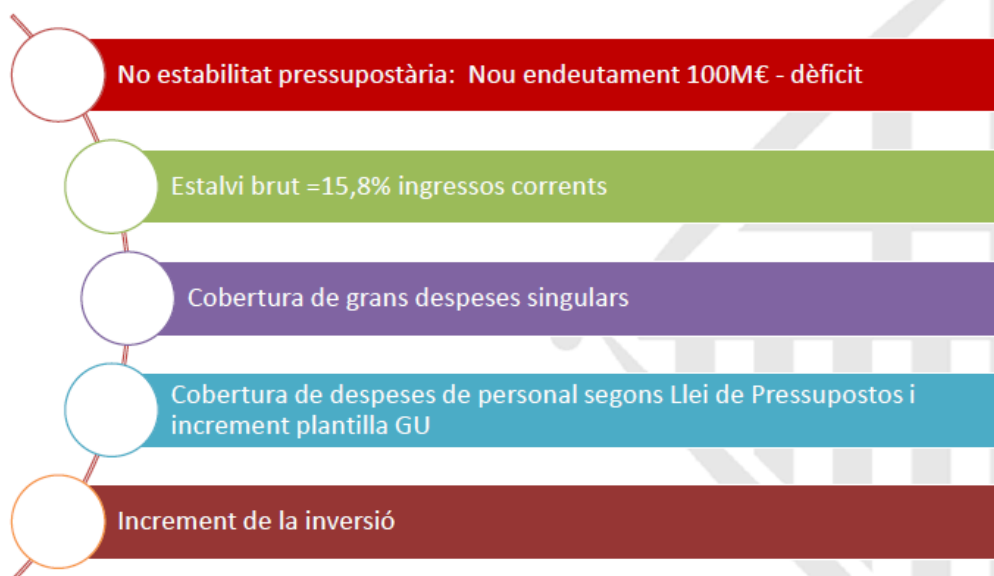 No estabilitat pressupostària:  Nou endeutament 100M€ - dèficit
Estalvi brut =15,8% ingressos corrents
Cobertura de grans despeses singulars
Cobertura de despeses de personal segons Llei de Pressupostos i
increment plantilla GU
Increment de la inversió